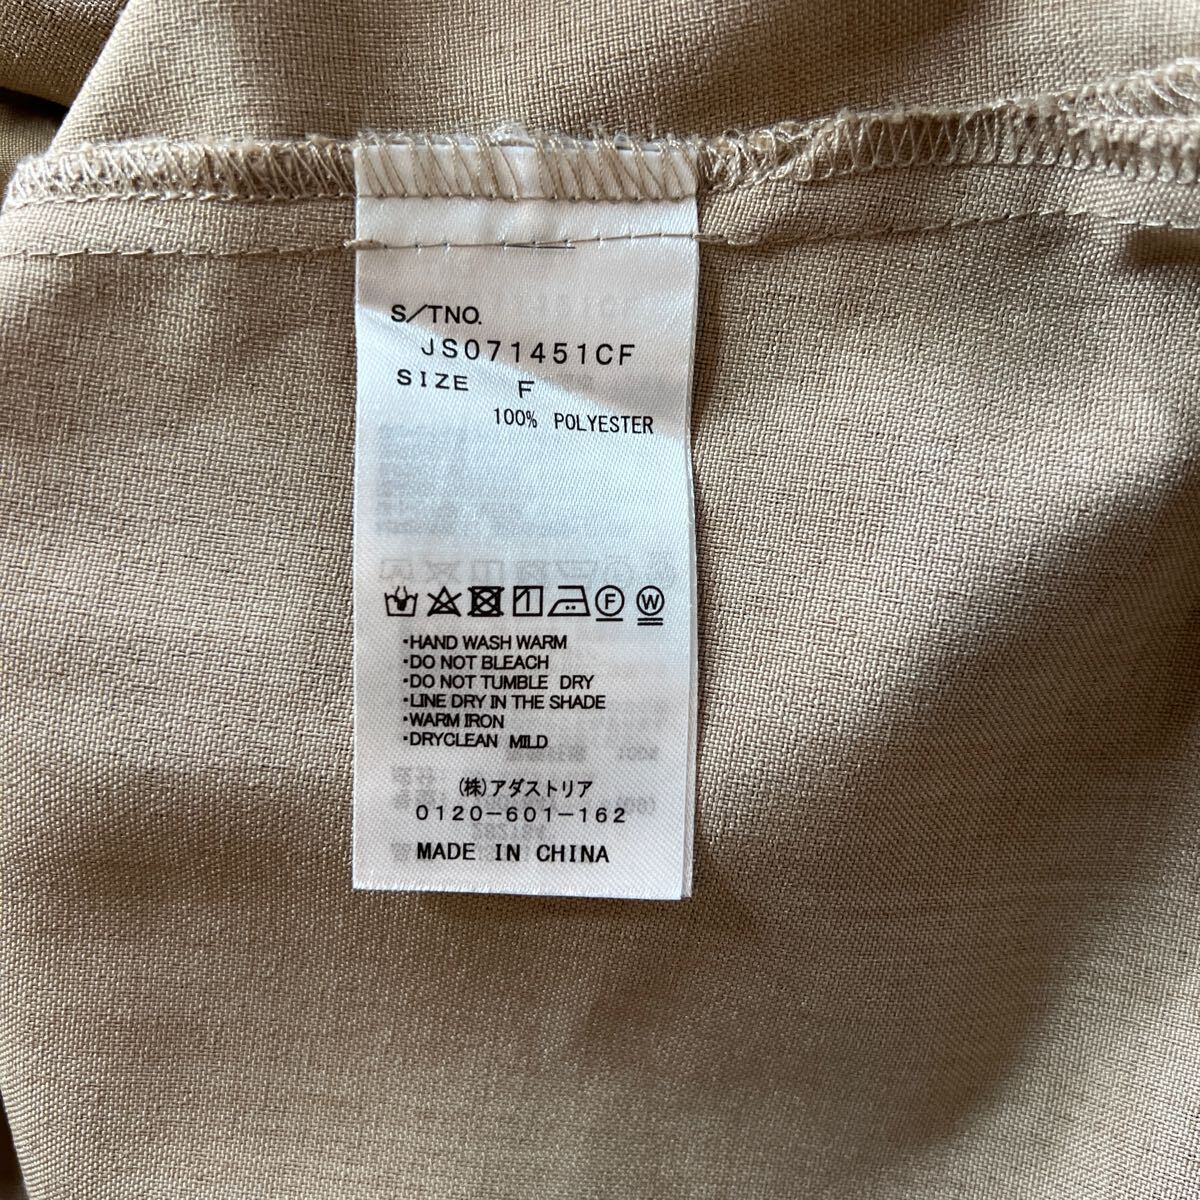 S/TNO.
JS071451CF
SIZE F
100% POLYESTER
F W
・HAND WASH WARM
・DO NOT BLEACH
・DO NOT TUMBLE DRY
・LINE DRY IN THE SHADE
・WARM IRON
・DRYCLEAN MILD
(株)アダストリア
0120-601-162
MADE IN CHINA